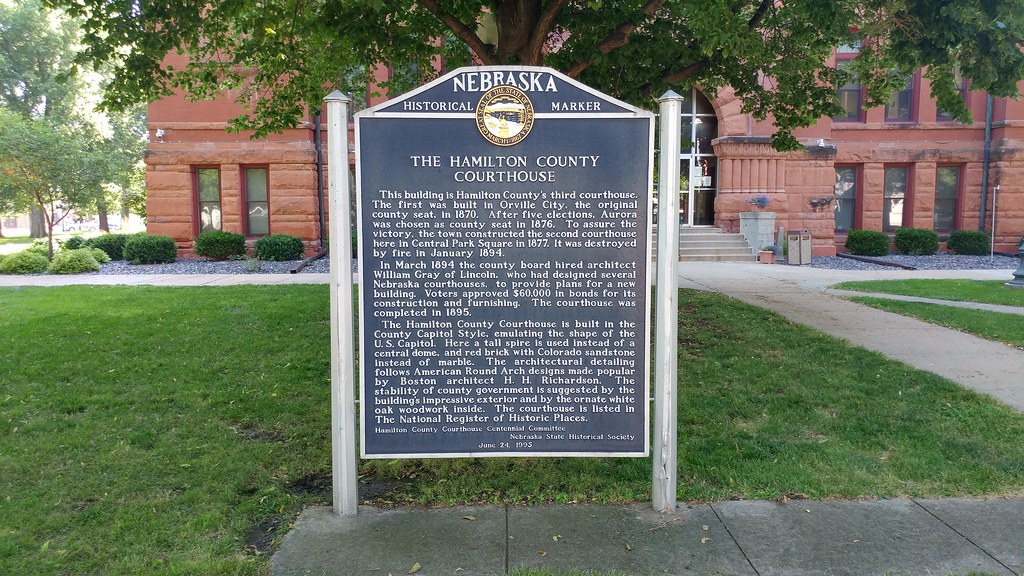 NEBRASKA
HISTORICAL MARKER
THE HAMILTON COUNTY
COURTHOUSE
This building is Hamilton County's third courthouse.
The first was built in Orville City, the original
county seat, in 1870. After five elections, Aurora
was chosen as county seat in 1876. To assure the
victory, the town constructed the second courthouse
here in Central Park Square in 1877. It was destroyed
by fire in January 1894.
In March 1894 the county board hired architect
William Gray of Lincoln, who had designed several
Nebraska courthouses, to provide plans for a new
building. Voters approved $60,000 in bonds for its
construction and furnishing. The courthouse was
completed in 1895.
The Hamilton County Courthouse is built in the
County Capitol Style, emulating the shape of the
U.S. Capitol. Here a tall spire is used instead of a
central dome, and red brick with Colorado sandstone
instead of marble. The architectural detailing
follows American Round Arch designs made popular
by Boston architect H. H. Richardson. The
stability of county government is suggested by the
building's impressive exterior and by the ornate white
oak woodwork inside. The courthouse is listed in
The National Register of Historic Places.
Hamilton County Courthouse Centennial Committee
Nebraska State Historical Society
June 24, 1995